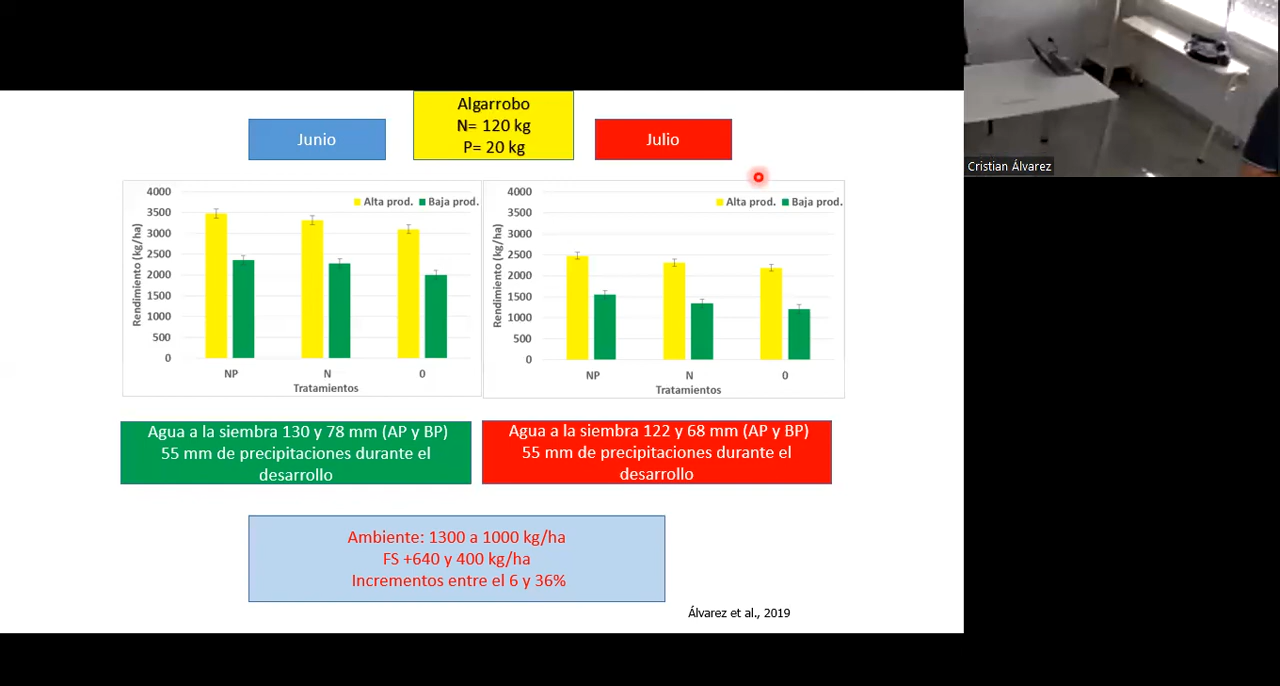 Algarrobo
N= 120 kg
P= 20 kg
Junio
Julio
4000
3500
3000
2500
2000
1500
1000
500
0
Rendimiento (kg/ha)
Alta prod.
Baja prod.
NP
N
0
Tratamientos
4000
3500
3000
2500
2000
1500
1000
500
0
Rendimiento (kg/ha)
Alta prod.
Baja prod.
NP
N
0
Tratamientos
Agua a la siembra 130 y 78 mm (AP y BP)
55 mm de precipitaciones durante el
desarrollo
Agua a la siembra 122 y 68 mm (AP y BP)
55 mm de precipitaciones durante el
desarrollo
Ambiente: 1300 a 1000 kg/ha
FS +640 y 400 kg/ha
Incrementos entre el 6 y 36%
Álvarez et al., 2019
Cristian Álvarez